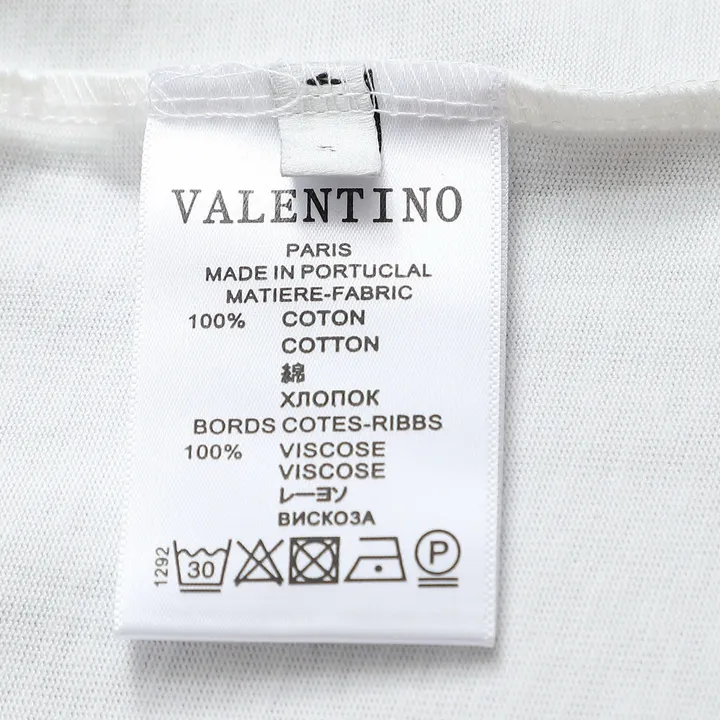 VALENTINO
PARIS
MADE IN PORTUCLAL
MATIERE-FABRIC
100% COTON
COTTON
綿
ХЛОПОК
BORDS COTES-RIBBS
100% VISCOSE
VISCOSE
レーヨソ
ВИСКОЗА
1292
30
P